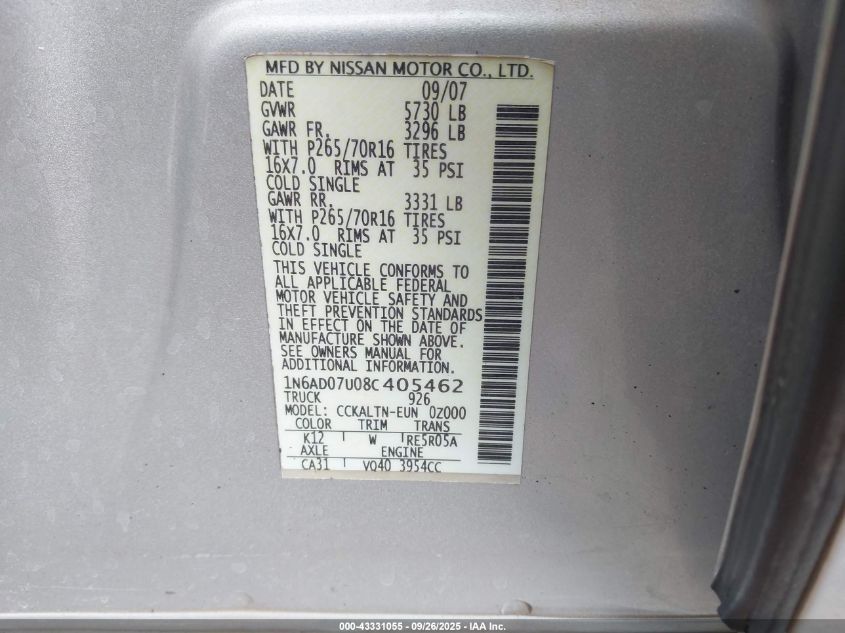 MFD BY NISSAN MOTOR CO., LTD.
DATE 09/07
GVWR 5730 LB
GAWR FR. 3296 LB
WITH P265/70R16 TIRES
16X7.0 RIMS AT 35 PSI
COLD SINGLE
GAWR RR. 3331 LB
WITH P265/70R16 TIRES
16X7.0 RIMS AT 35 PSI
COLD SINGLE
THIS VEHICLE CONFORMS TO
ALL APPLICABLE FEDERAL
MOTOR VEHICLE SAFETY AND
THEFT PREVENTION STANDARDS
IN EFFECT ON THE DATE OF
MANUFACTURE SHOWN ABOVE.
SEE OWNERS MANUAL FOR
ADDITIONAL INFORMATION.
1N6AD07U08C405462
TRUCK 926
MODEL: CCKALTN-EUN 0Z000
COLOR TRIM TRANS
K12 W RE5R05A
AXLE ENGINE
CA31 VQ40 3954CC
000-43331055 - 09/26/2025 - IAA Inc.